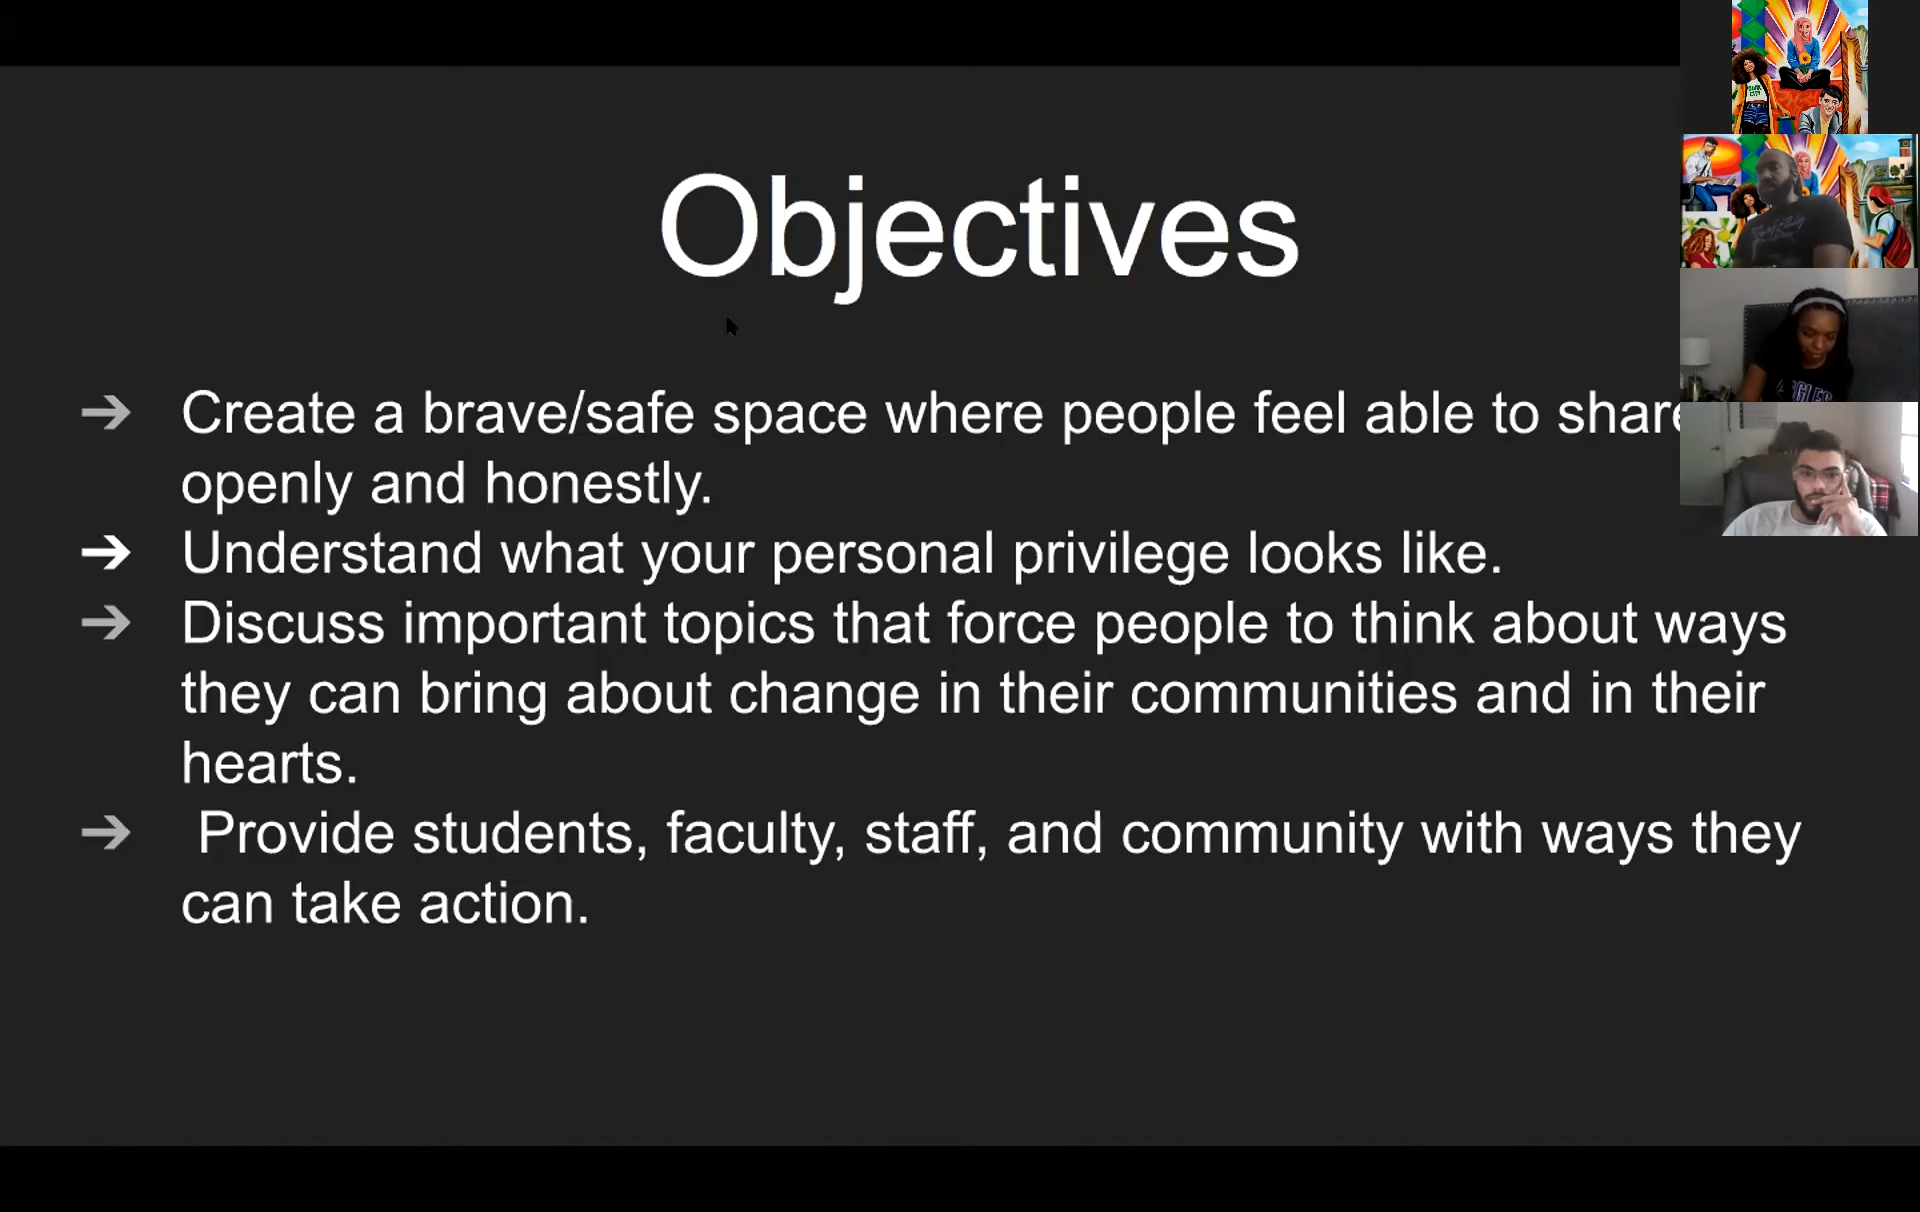 Objectives
➔ Create a brave/safe space where people feel able to share
openly and honestly.
➔ Understand what your personal privilege looks like.
➔ Discuss important topics that force people to think about ways
they can bring about change in their communities and in their
hearts.
➔ Provide students, faculty, staff, and community with ways they
can take action.